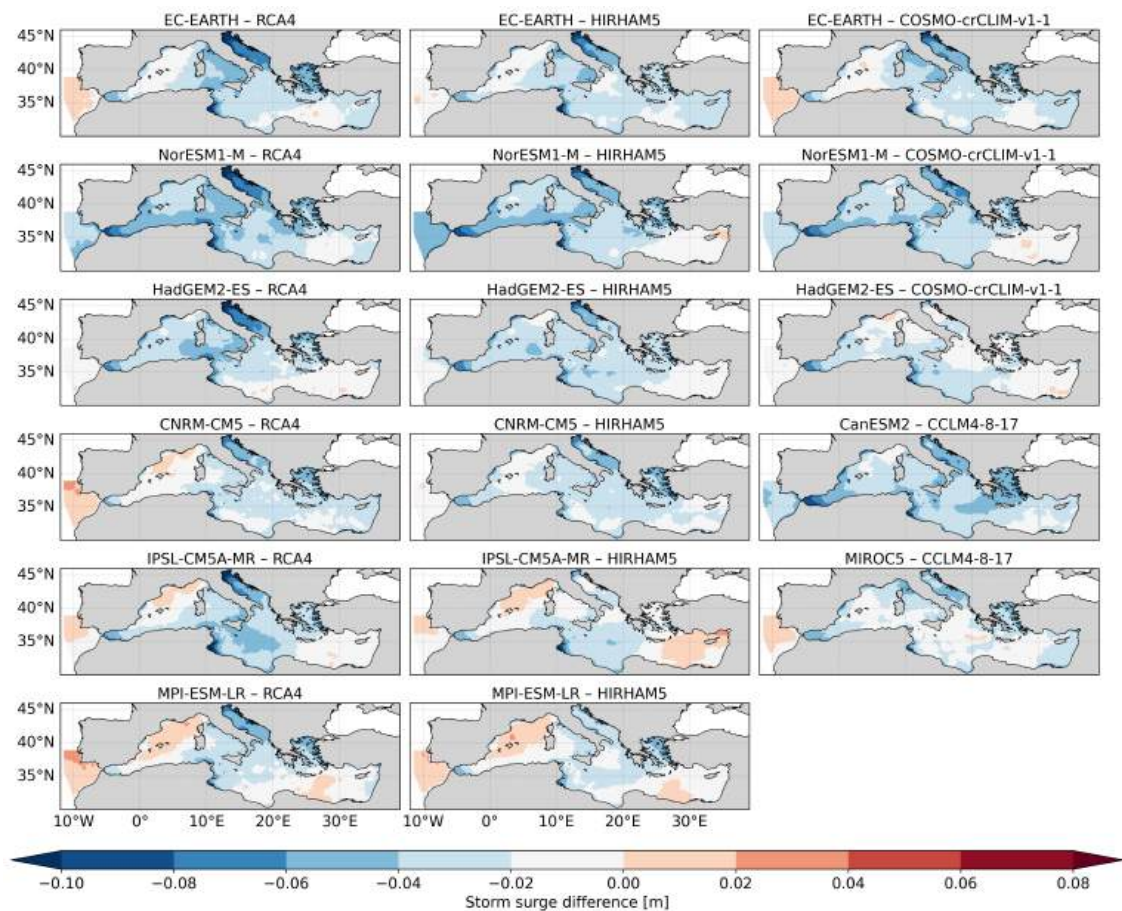 EC-EARTH – RCA4 EC-EARTH – HIRHAM5 EC-EARTH – COSMO-crCLIM-v1-1
45°N
40°N
35°N
NorESM1-M – RCA4 NorESM1-M – HIRHAM5 NorESM1-M – COSMO-crCLIM-v1-1
45°N
40°N
35°N
HadGEM2-ES – RCA4 HadGEM2-ES – HIRHAM5 HadGEM2-ES – COSMO-crCLIM-v1-1
45°N
40°N
35°N
CNRM-CM5 – RCA4 CNRM-CM5 – HIRHAM5 CanESM2 – CCLM4-8-17
45°N
40°N
35°N
IPSL-CM5A-MR – RCA4 IPSL-CM5A-MR – HIRHAM5 MIROC5 – CCLM4-8-17
45°N
40°N
35°N
MPI-ESM-LR – RCA4 MPI-ESM-LR – HIRHAM5
45°N
40°N
35°N
10°W 0° 10°E 20°E 30°E 10°W 0° 10°E 20°E 30°E
−0.10 −0.08 −0.06 −0.04 −0.02 0.00 0.02 0.04 0.06 0.08
Storm surge difference [m]